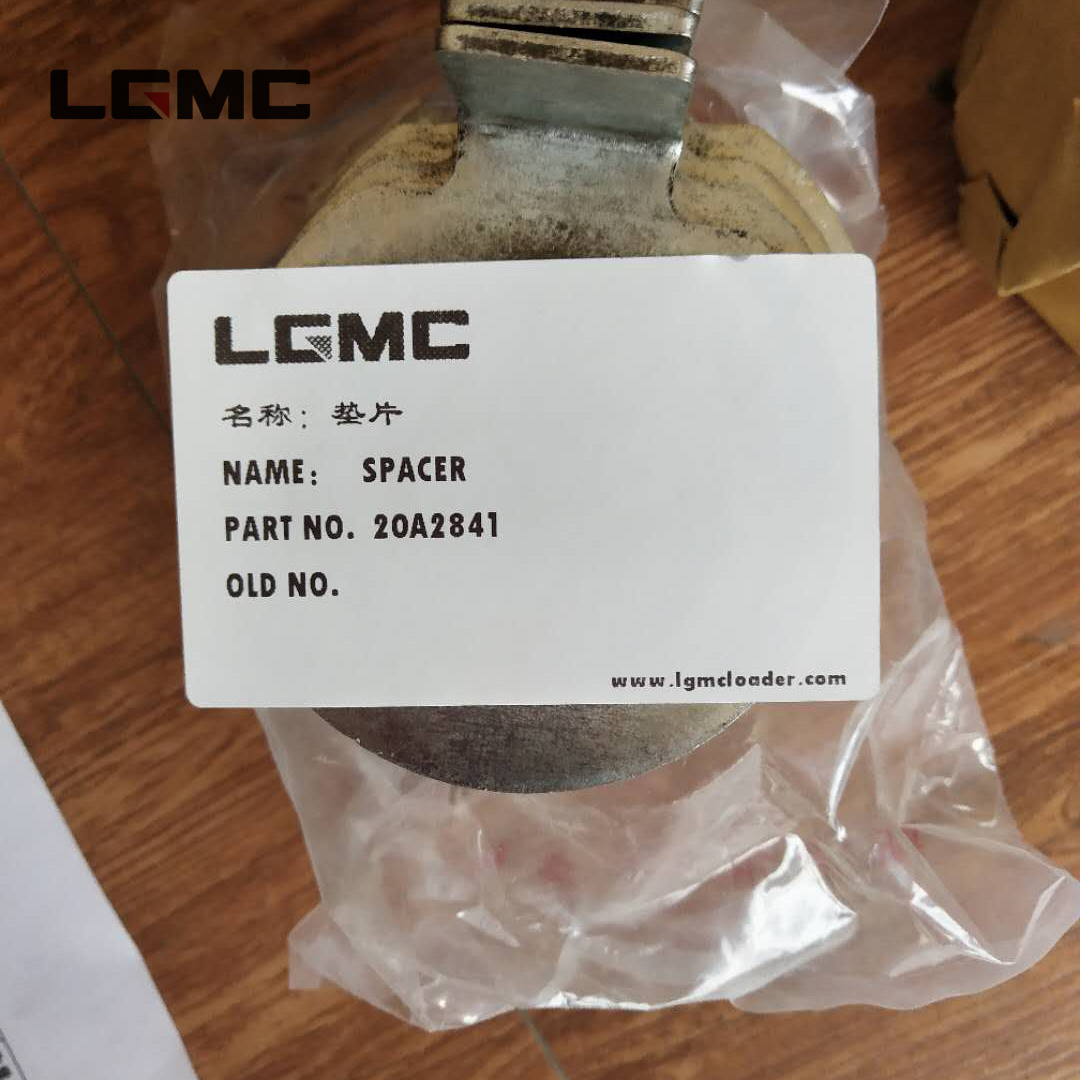 LGMC
LGMC
名称：垫片
NAME: SPACER
PART NO. 20A2841
OLD NO.
www.lgmcloader.com